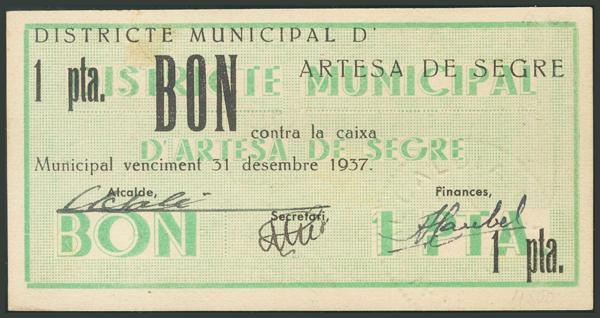 DISTRICTE MUNICIPAL D'
1 pta. BON ARTESA DE SEGRE
DISTRICTE MUNICIPAL
contra la caixa
D'ARTESA DE SEGRE
Municipal venciment 31 desembre 1937.
Alcalde, Secretari, Finances,
BON 1 PTA
1 pta.